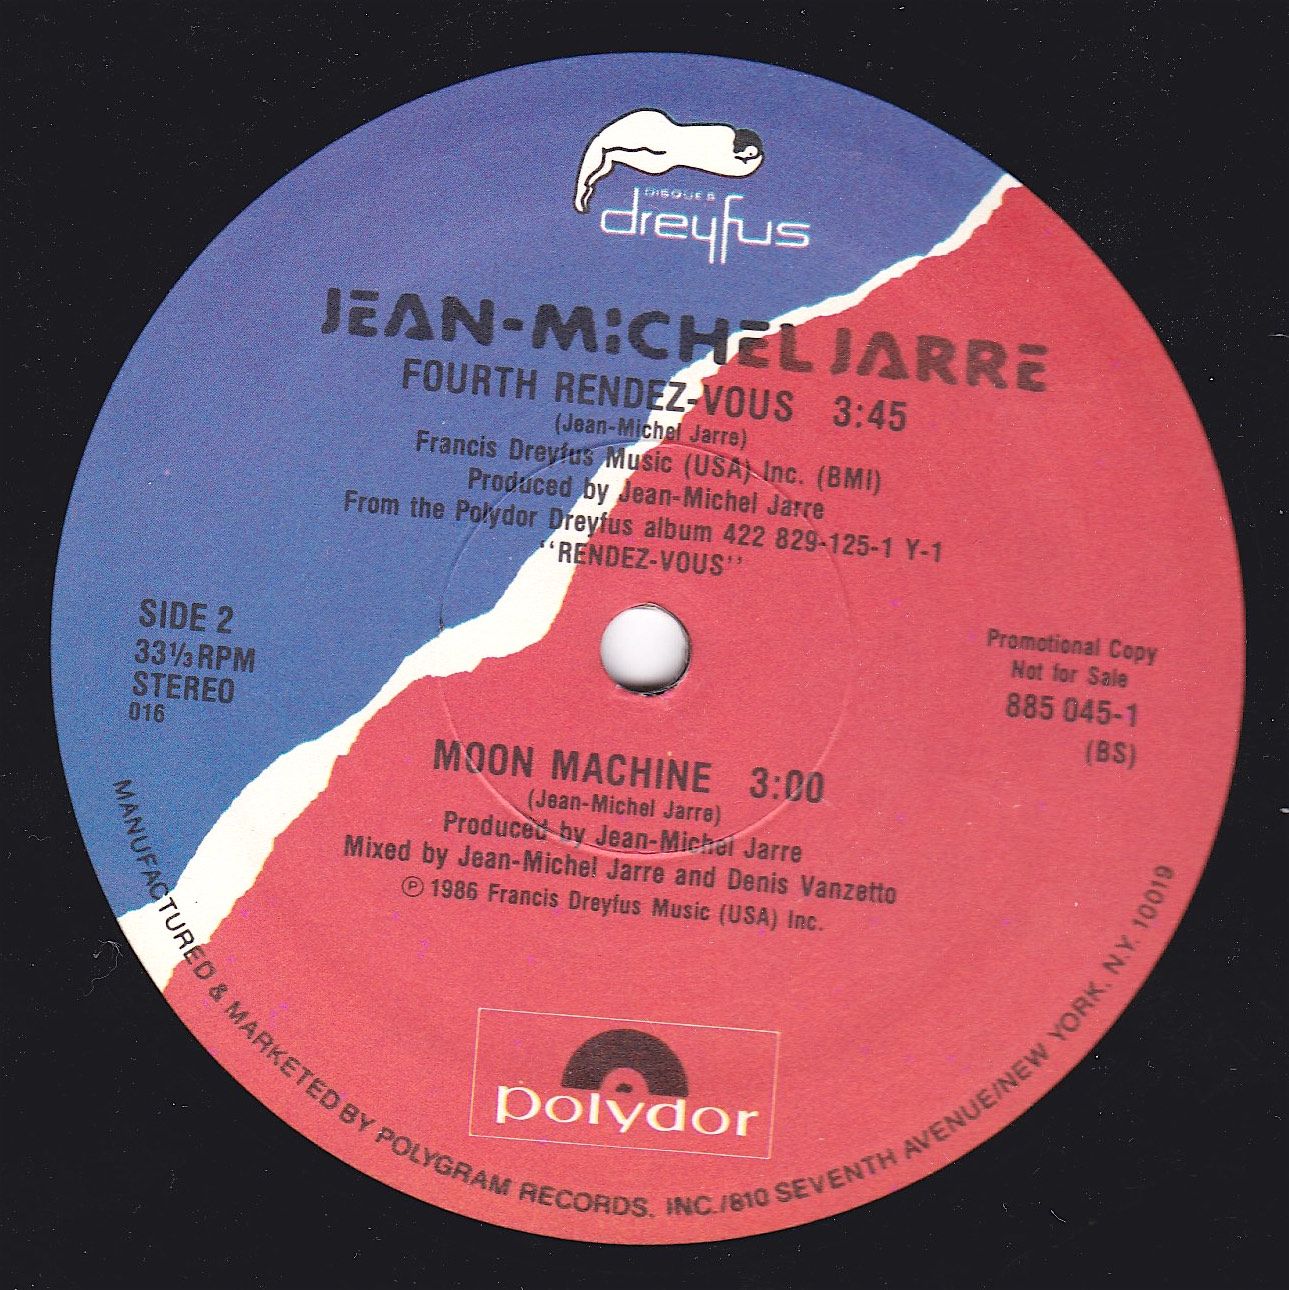 DISQUES
dreyfus
JEAN-MICHEL JARRE
FOURTH RENDEZ-VOUS 3:45
(Jean-Michel Jarre)
Francis Dreyfus Music (USA) Inc. (BMI)
Produced by Jean-Michel Jarre
From the Polydor Dreyfus album 422 829-125-1 Y-1
‘‘RENDEZ-VOUS’’
SIDE 2
33⅓ RPM
STEREO
016
Promotional Copy
Not for Sale
885 045-1
(BS)
MOON MACHINE 3:00
(Jean-Michel Jarre)
Produced by Jean-Michel Jarre
Mixed by Jean-Michel Jarre and Denis Vanzetto
℗ 1986 Francis Dreyfus Music (USA) Inc.
polydor
MANUFACTURED & MARKETED BY POLYGRAM RECORDS, INC./810 SEVENTH AVENUE/NEW YORK, N.Y. 10019